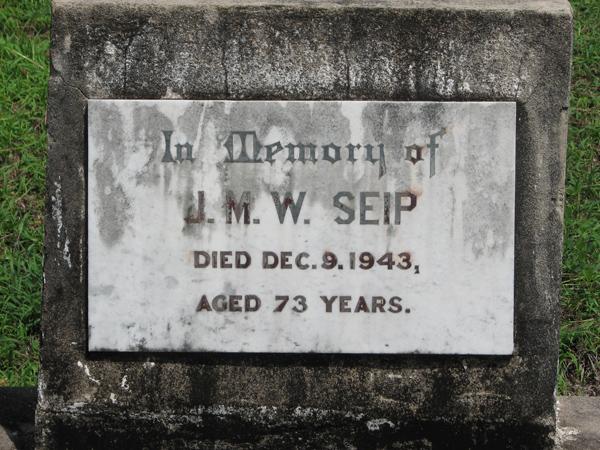 In Memory of
J. M. W. SEIP
DIED DEC. 9. 1943,
AGED 73 YEARS.